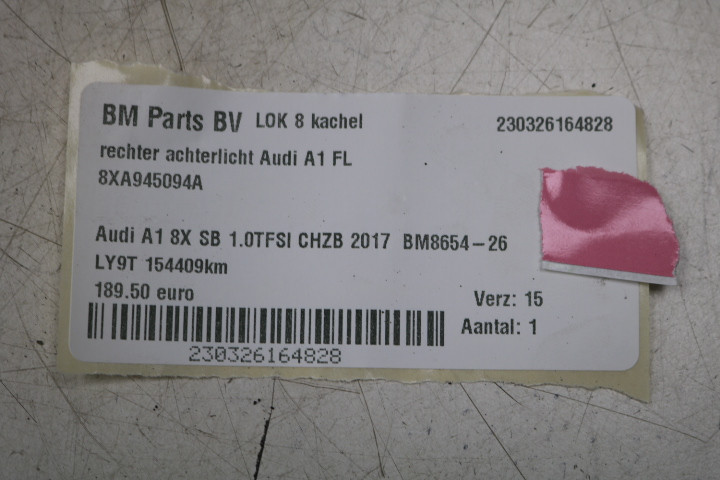 BM Parts BV LOK 8 kachel 230326164828
rechter achterlicht Audi A1 FL
8XA945094A
Audi A1 8X SB 1.0TFSI CHZB 2017 BM8654-26
LY9T 154409km
189.50 euro
Verz: 15
Aantal: 1
230326164828